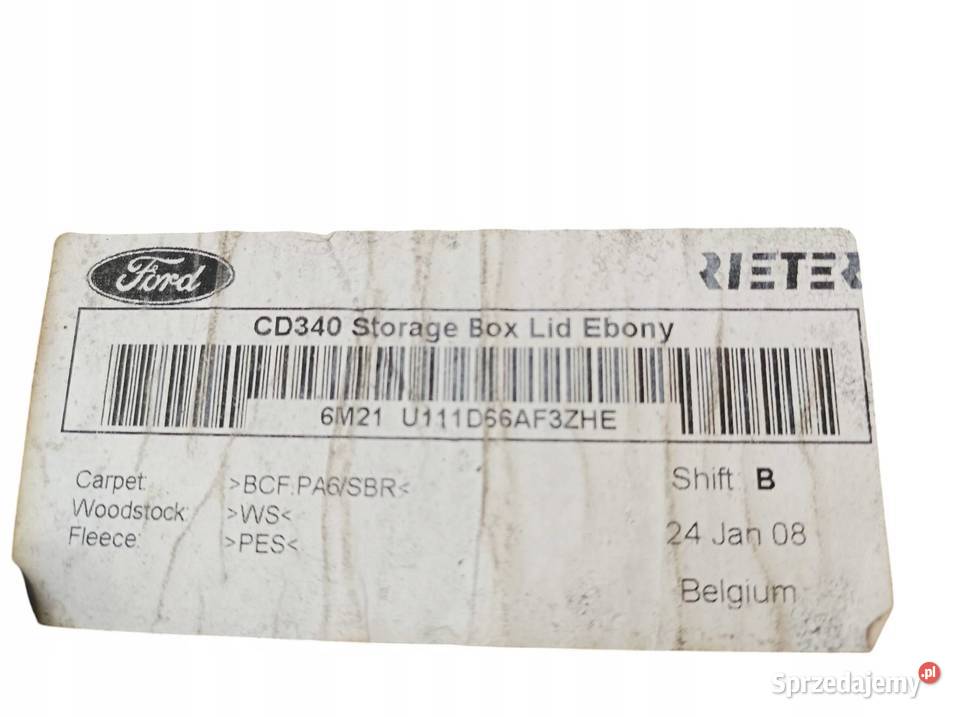 Ford
RIETER
CD340 Storage Box Lid Ebony
6M21 U111D66AF3ZHE
Carpet: >BCF.PA6/SBR<
Shift: B
Woodstock: >WS<
24 Jan 08
Fleece: >PES<
Belgium
Sprzedajemy.pl